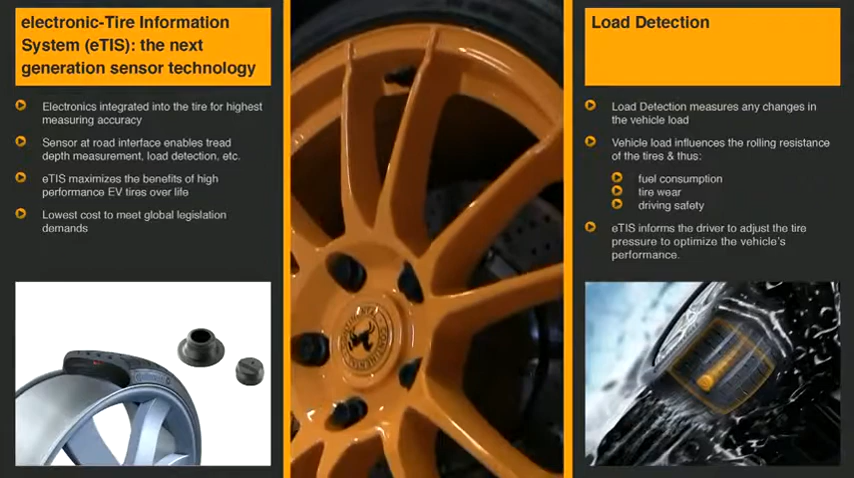 electronic-Tire Information
System (eTIS): the next
generation sensor technology
Electronics integrated into the tire for highest
measuring accuracy
Sensor at road interface enables tread
depth measurement, load detection, etc.
eTIS maximizes the benefits of high
performance EV tires over life
Lowest cost to meet global legislation
demands
CONTINENTAL
Load Detection
Load Detection measures any changes in
the vehicle load
Vehicle load influences the rolling resistance
of the tires & thus:
fuel consumption
tire wear
driving safety
eTIS informs the driver to adjust the tire
pressure to optimize the vehicle's
performance.